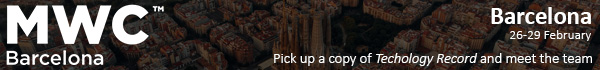 MWC™
Barcelona
Barcelona
26-29 February
Pick up a copy of Techology Record and meet the team